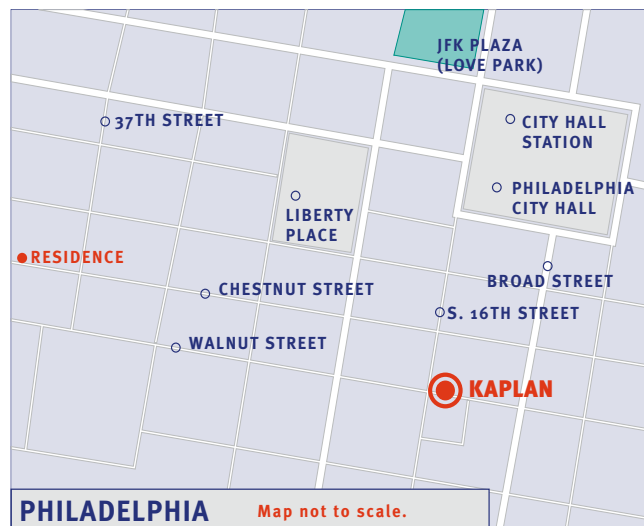 JFK PLAZA
(LOVE PARK)
37TH STREET
CITY HALL
STATION
PHILADELPHIA
CITY HALL
LIBERTY
PLACE
RESIDENCE
BROAD STREET
CHESTNUT STREET
S. 16TH STREET
WALNUT STREET
KAPLAN
PHILADELPHIA
Map not to scale.